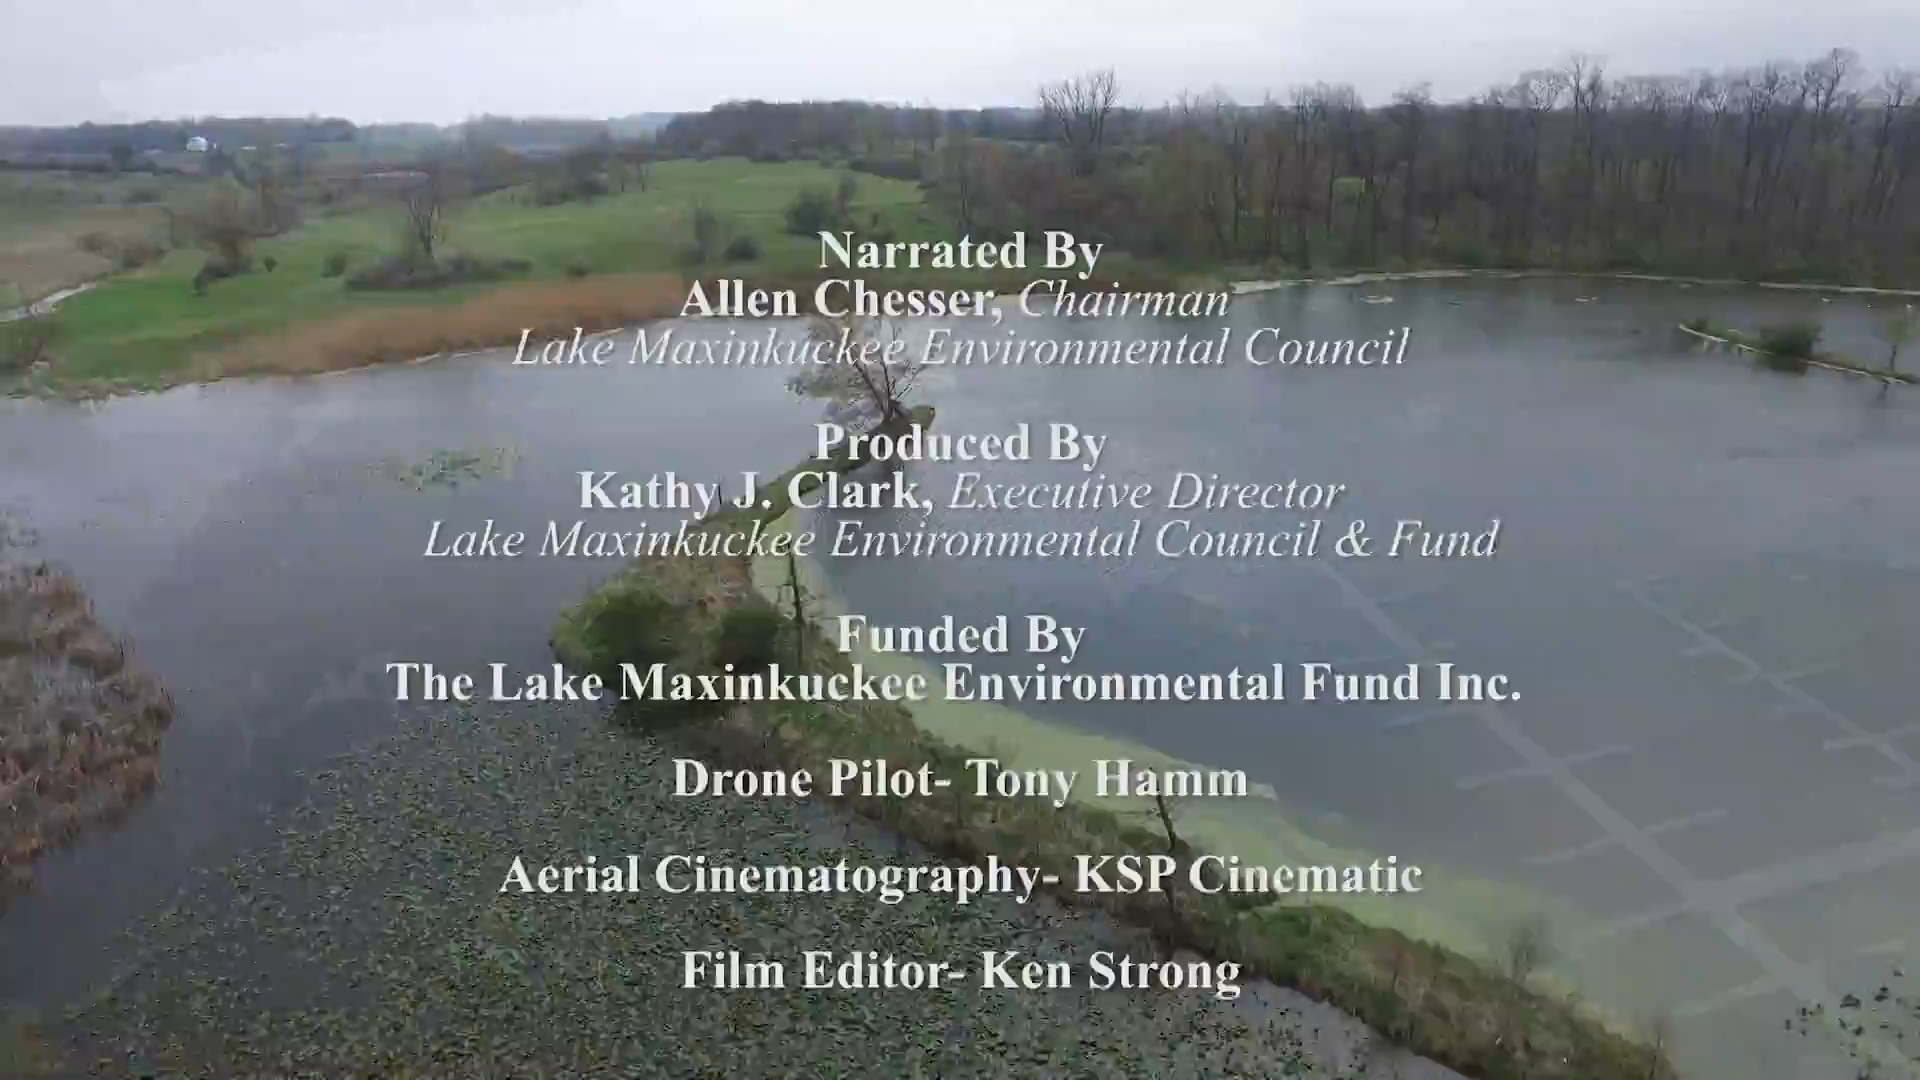 Narrated By
Allen Chesser, Chairman
Lake Maxinkuckee Environmental Council
Produced By
Kathy J. Clark, Executive Director
Lake Maxinkuckee Environmental Council & Fund
Funded By
The Lake Maxinkuckee Environmental Fund Inc.
Drone Pilot- Tony Hamm
Aerial Cinematography- KSP Cinematic
Film Editor- Ken Strong